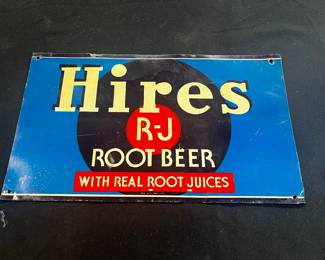 Hires
R-J
ROOT BEER
WITH REAL ROOT JUICES